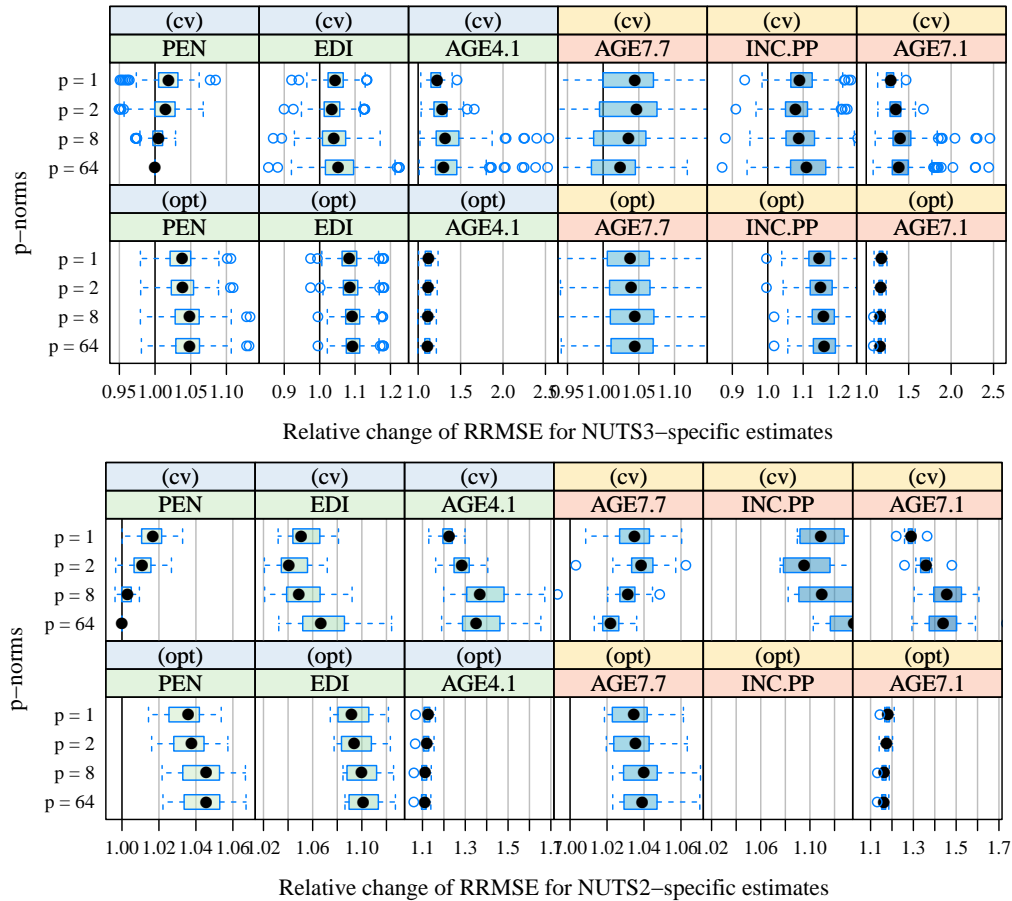 (cv) (cv) (cv) (cv) (cv) (cv)
PEN EDI AGE4.1 AGE7.7 INC.PP AGE7.1
p = 1
p = 2
p = 8
p = 64
(opt) (opt) (opt) (opt) (opt) (opt)
PEN EDI AGE4.1 AGE7.7 INC.PP AGE7.1
p = 1
p = 2
p = 8
p = 64
p−norms
0.95 1.00 1.10 0.9 1.0 1.1 1.2 1.0 1.5 2.0 2.5 0.95 1.00 1.10 0.9 1.0 1.1 1.2 1.0 1.5 2.0 2.5
Relative change of RRMSE for NUTS3−specific estimates
(cv) (cv) (cv) (cv) (cv) (cv)
PEN EDI AGE4.1 AGE7.7 INC.PP AGE7.1
p = 1
p = 2
p = 8
p = 64
(opt) (opt) (opt) (opt) (opt) (opt)
PEN EDI AGE4.1 AGE7.7 INC.PP AGE7.1
p = 1
p = 2
p = 8
p = 64
p−norms
1.00 1.02 1.04 1.06 1.02 1.06 1.10 1.1 1.3 1.5 1.7 1.00 1.02 1.04 1.06 1.02 1.06 1.10 1.1 1.3 1.5 1.7
Relative change of RRMSE for NUTS2−specific estimates